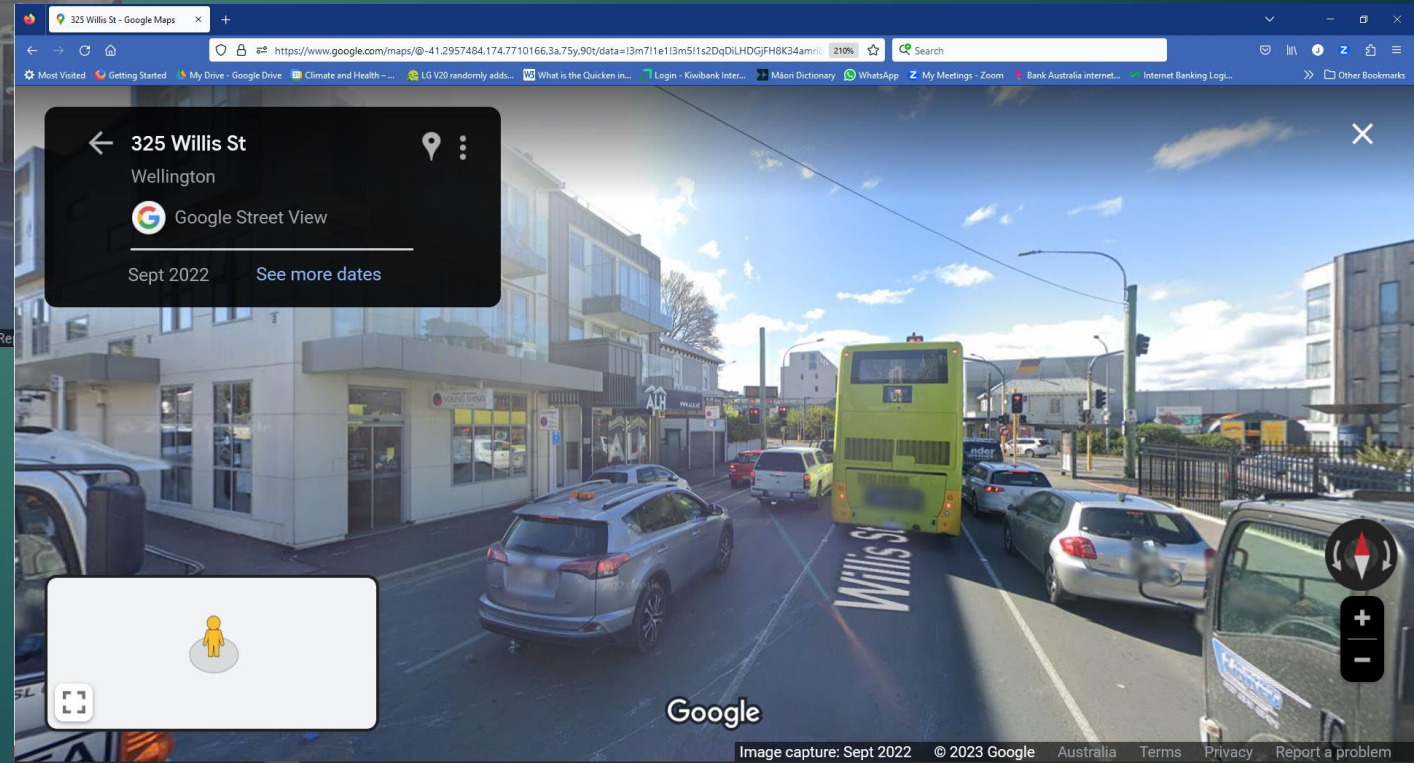 325 Willis St - Google Maps
https://www.google.com/maps/@-41.2957484,174.7710166,3a,75y,90t/data=!3m7!1e1!3m5!1s2DqDiLHDGjFH8K34amri
210%
Search
Most Visited
Getting Started
My Drive - Google Drive
Climate and Health – ...
LG V20 randomly adds...
What is the Quicken in...
Login - Kiwibank Inter...
Māori Dictionary
WhatsApp
My Meetings - Zoom
Bank Australia internet...
Internet Banking Logi...
Other Bookmarks
325 Willis St
Wellington
Google Street View
Sept 2022 See more dates
YOUNG SHING
ALH
nder
Willis St
Google
Image capture: Sept 2022 © 2023 Google Australia Terms Privacy Report a problem